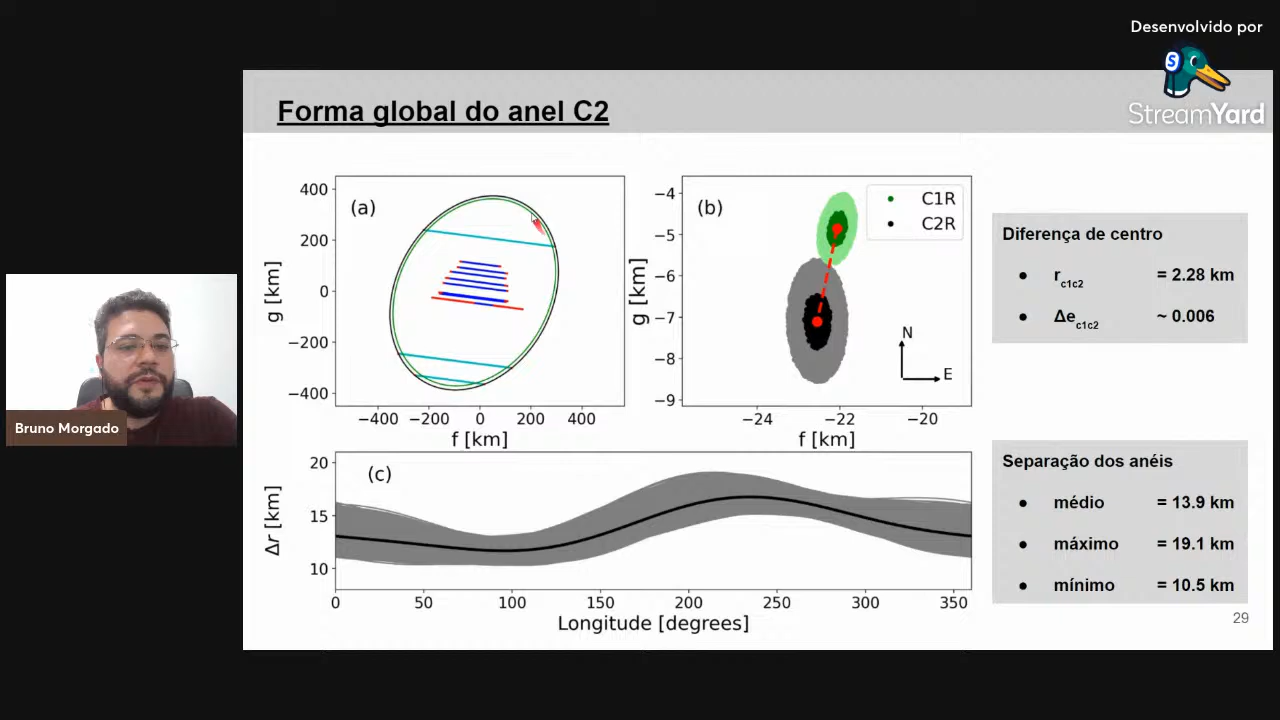 Desenvolvido por
StreamYard
Forma global do anel C2
(a)
400
200
0
−200
−400
g [km]
−400 −200 0 200 400
f [km]
(b)
C1R
C2R
−4
−5
−6
−7
−8
−9
g [km]
N
E
−24 −22 −20
f [km]
Diferença de centro
● r c1c2 = 2.28 km
● Δe c1c2 ~ 0.006
Bruno Morgado
(c)
20
15
10
Δr [km]
0 50 100 150 200 250 300 350
Longitude [degrees]
Separação dos anéis
● médio = 13.9 km
● máximo = 19.1 km
● mínimo = 10.5 km
29